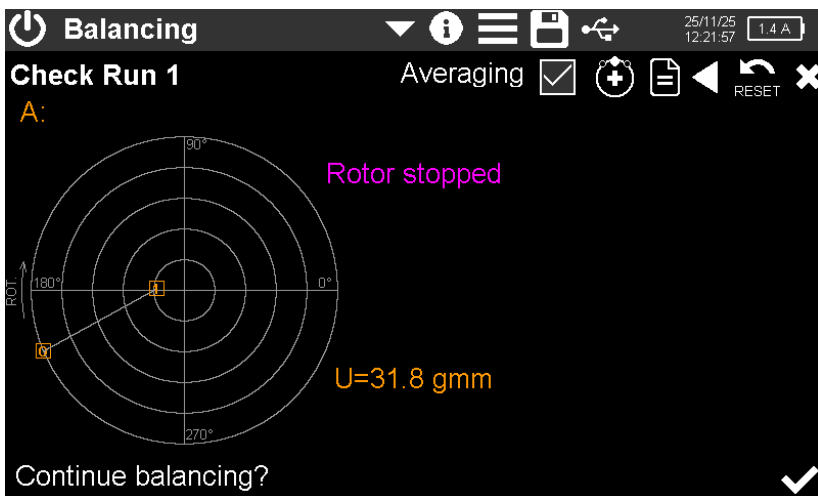 Balancing
25/11/25
12:21:57
1.4 A
Check Run 1
Averaging
RESET
A:
90°
Rotor stopped
ROT.
180°
0°
1
0
U=31.8 gmm
270°
Continue balancing?